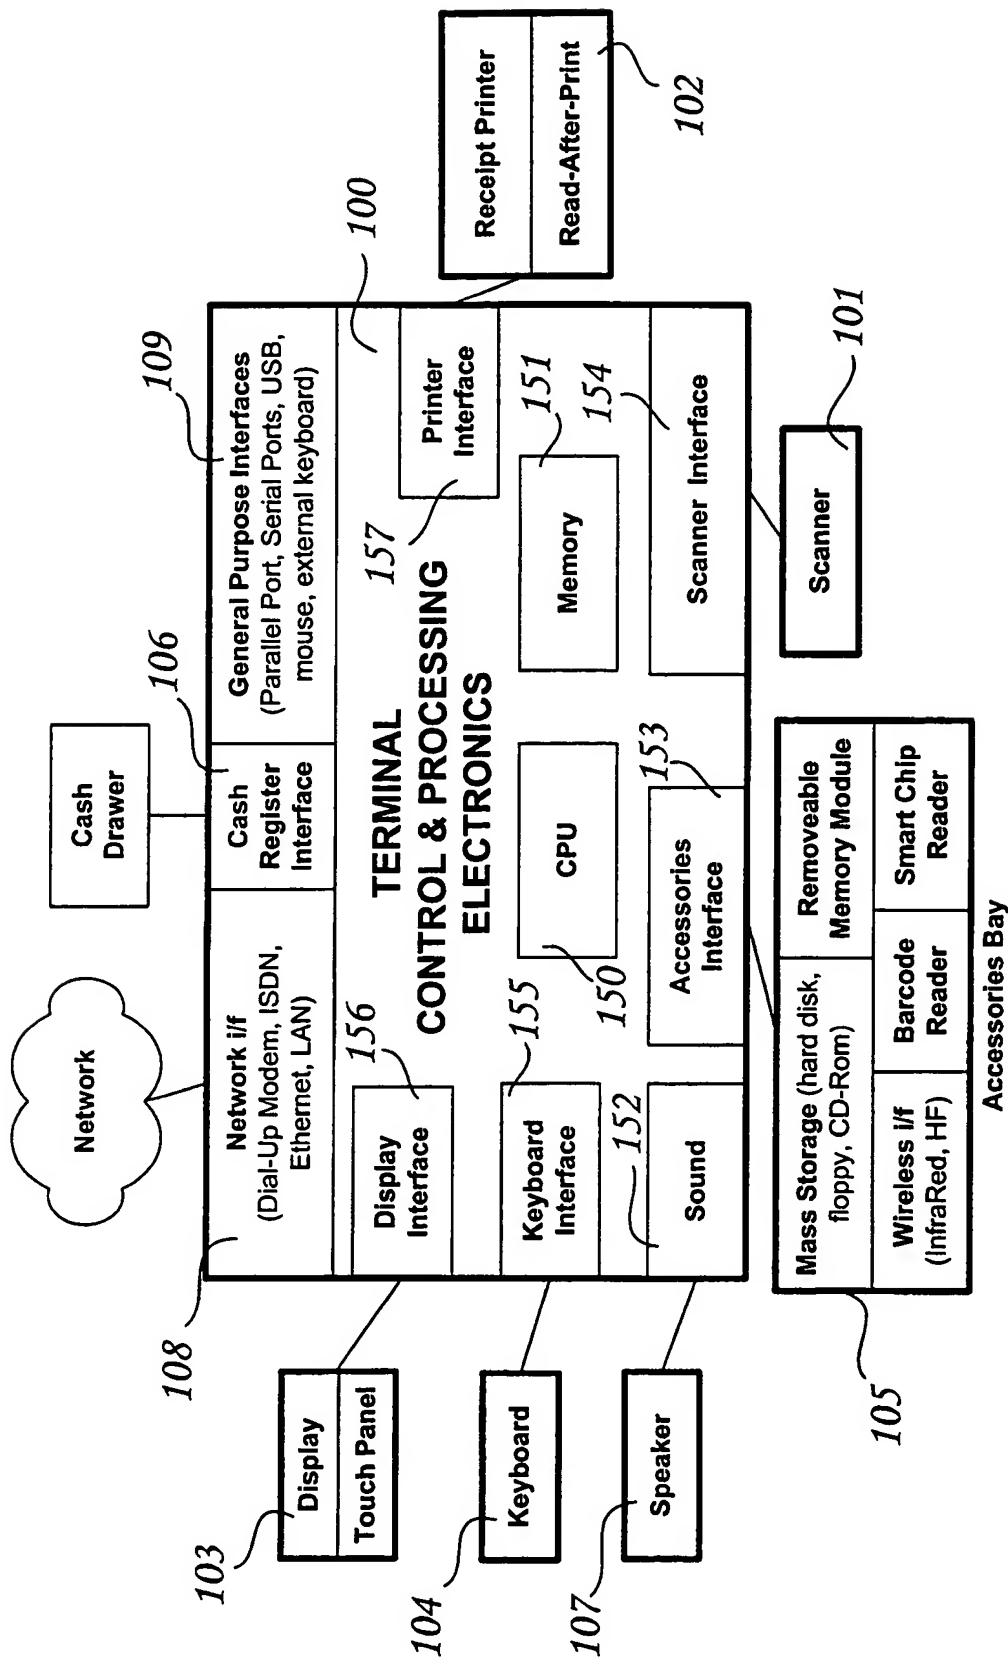 Network
Cash
Drawer
108
Network i/f
(Dial-Up Modem, ISDN,
Ethernet, LAN)
106
Cash
Register
Interface
109
General Purpose Interfaces
(Parallel Port, Serial Ports, USB,
mouse, external keyboard)
100
103
Display
Touch Panel
156
Display
Interface
TERMINAL
CONTROL & PROCESSING
ELECTRONICS
157
Printer
Interface
Receipt Printer
Read-After-Print
102
104
Keyboard
155
Keyboard
Interface
150
CPU
151
Memory
107
Speaker
152
Sound
153
Accessories
Interface
154
Scanner Interface
105
Mass Storage (hard disk,
floppy, CD-Rom)
Removeable
Memory Module
Wireless i/f
(InfraRed, HF)
Barcode
Reader
Smart Chip
Reader
Accessories Bay
101
Scanner